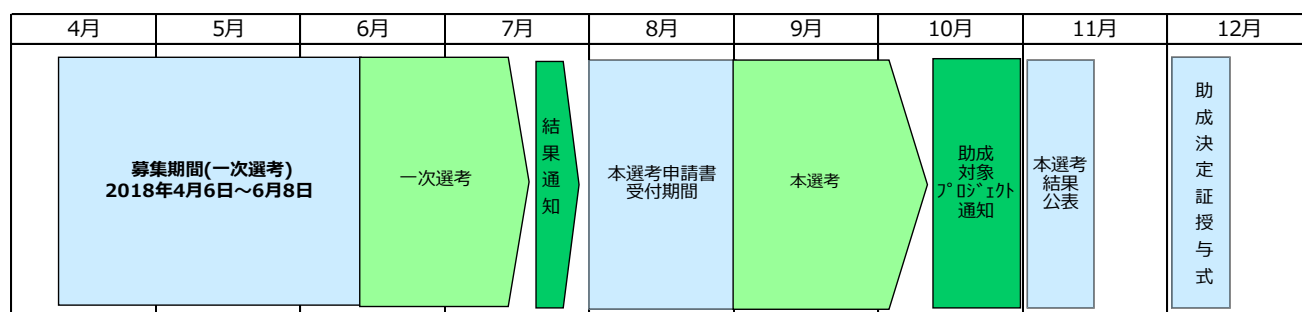 4月 5月 6月 7月 8月 9月 10月 11月 12月
募集期間(一次選考)
2018年4月6日～6月8日
一次選考
結果通知
本選考申請書
受付期間
本選考
助成
対象
ﾌﾟﾛｼﾞｪｸﾄ
通知
本選考
結果
公表
助成決定証授与式